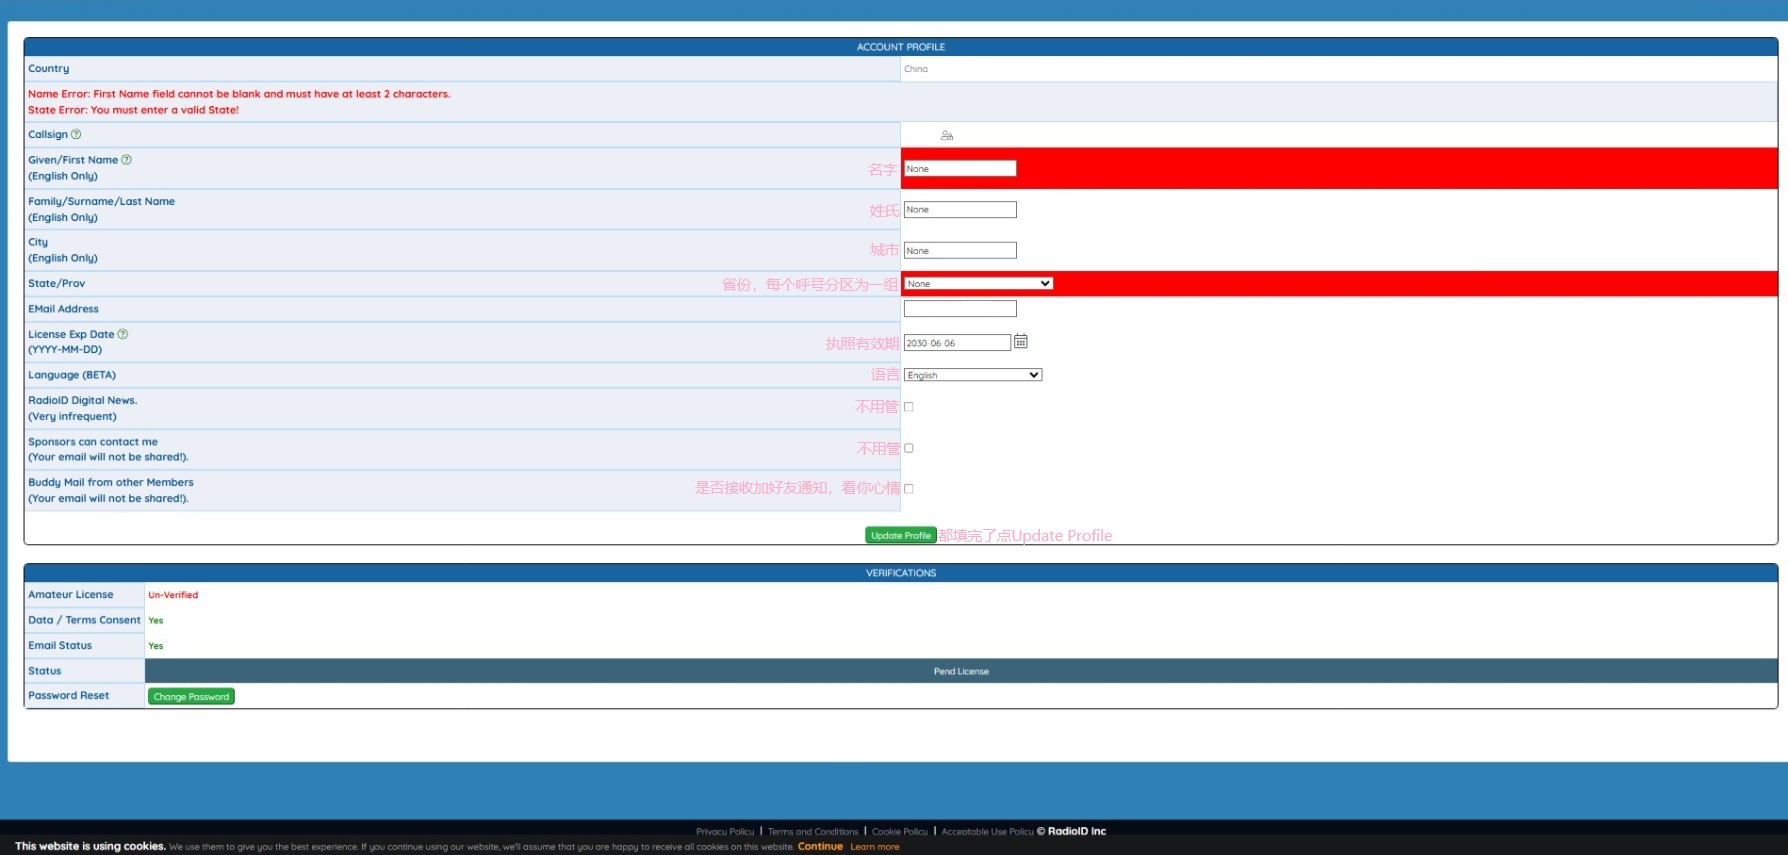 ACCOUNT PROFILE
Country
China
Name Error: First Name field cannot be blank and must have at least 2 characters.
State Error: You must enter a valid State!
Callsign
Given/First Name
(English Only)
名字
None
Family/Surname/Last Name
(English Only)
姓氏
None
City
(English Only)
城市
None
State/Prov
省份，每个呼号分区为一组
None
EMail Address
License Exp Date
(YYYY-MM-DD)
执照有效期
2030-06-06
Language (BETA)
语言
English
RadioID Digital News.
(Very infrequent)
不用管
Sponsors can contact me
(Your email will not be shared!).
不用管
Buddy Mail from other Members
(Your email will not be shared!).
是否接收加好友通知，看你心情
Update Profile
都填完了点Update Profile
VERIFICATIONS
Amateur License
Un-Verified
Data / Terms Consent
Yes
Email Status
Yes
Status
Pend License
Password Reset
Change Password
Privacy Policy | Terms and Conditions | Cookie Policy | Acceptable Use Policy © RadioID Inc
This website is using cookies. We use them to give you the best experience. If you continue using our website, we'll assume that you are happy to receive all cookies on this website. Continue Learn more